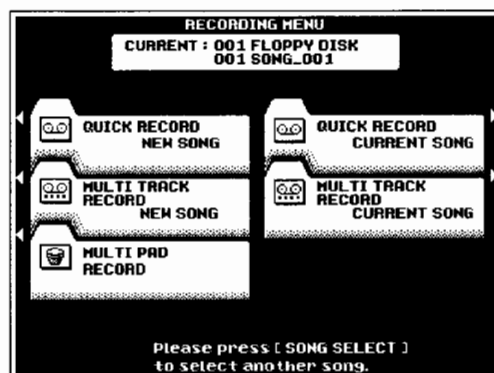 RECORDING MENU
CURRENT : 001 FLOPPY DISK
001 SONG_001
QUICK RECORD
NEW SONG
QUICK RECORD
CURRENT SONG
MULTI TRACK
RECORD
NEW SONG
MULTI TRACK
RECORD
CURRENT SONG
MULTI PAD
RECORD
Please press [ SONG SELECT ]
to select another song.